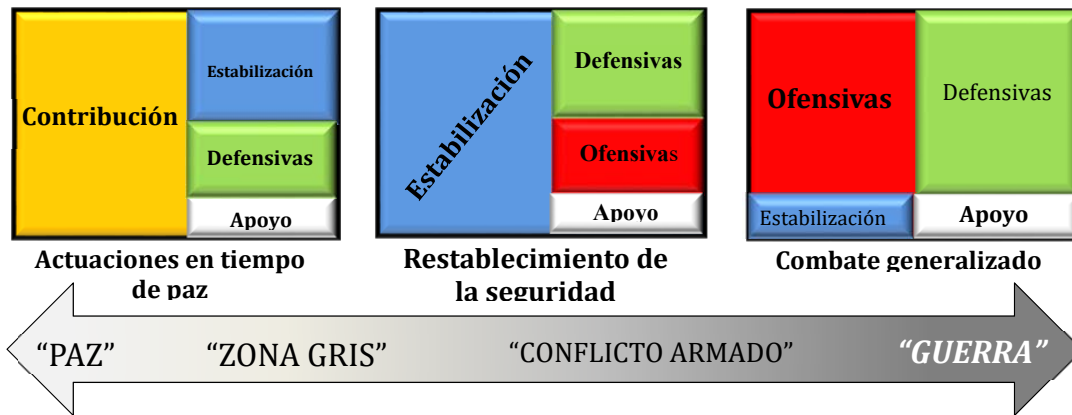 Contribución
Estabilización
Defensivas
Apoyo
Actuaciones en tiempo
de paz
Estabilización
Defensivas
Ofensivas
Apoyo
Restablecimiento de
la seguridad
Ofensivas
Defensivas
Estabilización
Apoyo
Combate generalizado
“PAZ”
“ZONA GRIS”
“CONFLICTO ARMADO”
“GUERRA”